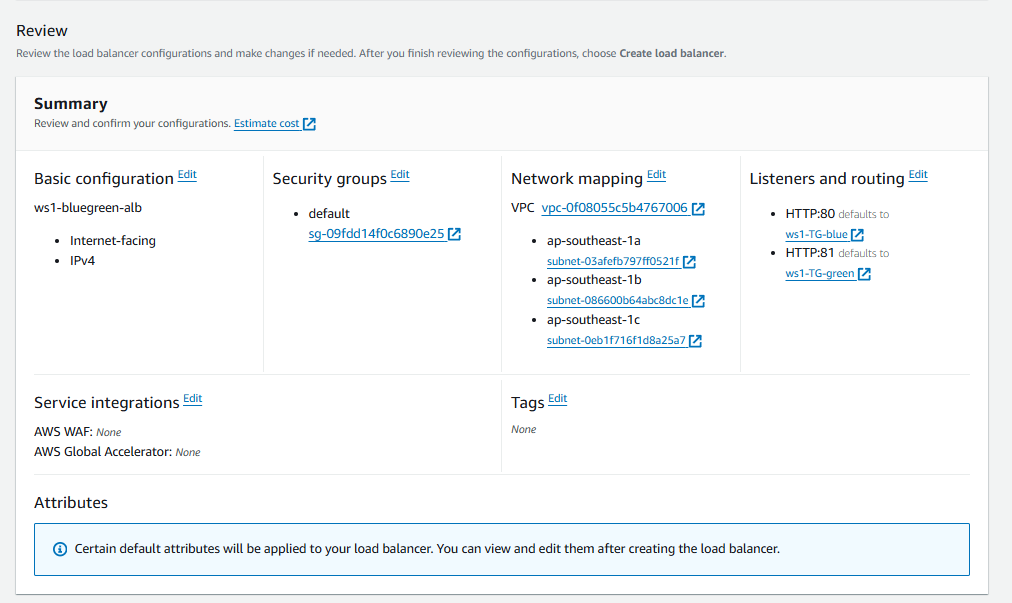 Review
Review the load balancer configurations and make changes if needed. After you finish reviewing the configurations, choose Create load balancer.
Summary
Review and confirm your configurations. Estimate cost
Basic configuration Edit
ws1-bluegreen-alb
Internet-facing
IPv4
Security groups Edit
default
sg-09fdd14f0c6890e25
Network mapping Edit
VPC vpc-0f08055c5b4767006
ap-southeast-1a
subnet-03afefb797ff0521f
ap-southeast-1b
subnet-086600b64abc8dc1e
ap-southeast-1c
subnet-0eb1f716f1d8a25a7
Listeners and routing Edit
HTTP:80 defaults to
ws1-TG-blue
HTTP:81 defaults to
ws1-TG-green
Service integrations Edit
AWS WAF: None
AWS Global Accelerator: None
Tags Edit
None
Attributes
Certain default attributes will be applied to your load balancer. You can view and edit them after creating the load balancer.